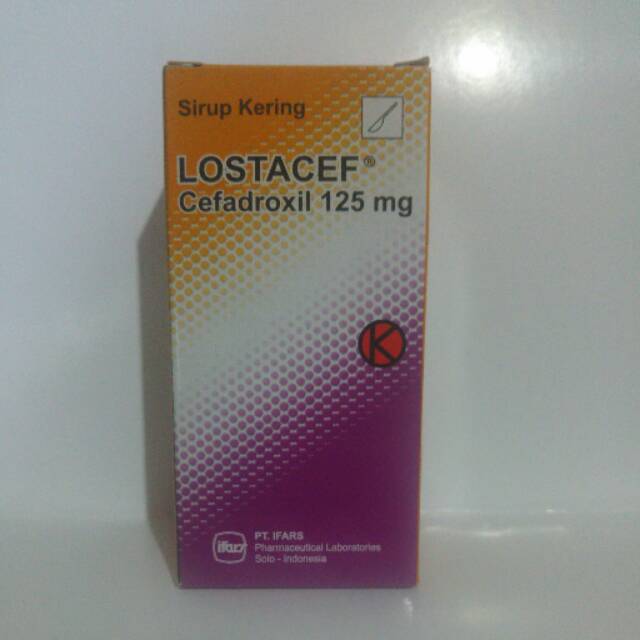 Sirup Kering
LOSTACEF®
Cefadroxil 125 mg
K
ifars
PT. IFARS
Pharmaceutical Laboratories
Solo - Indonesia